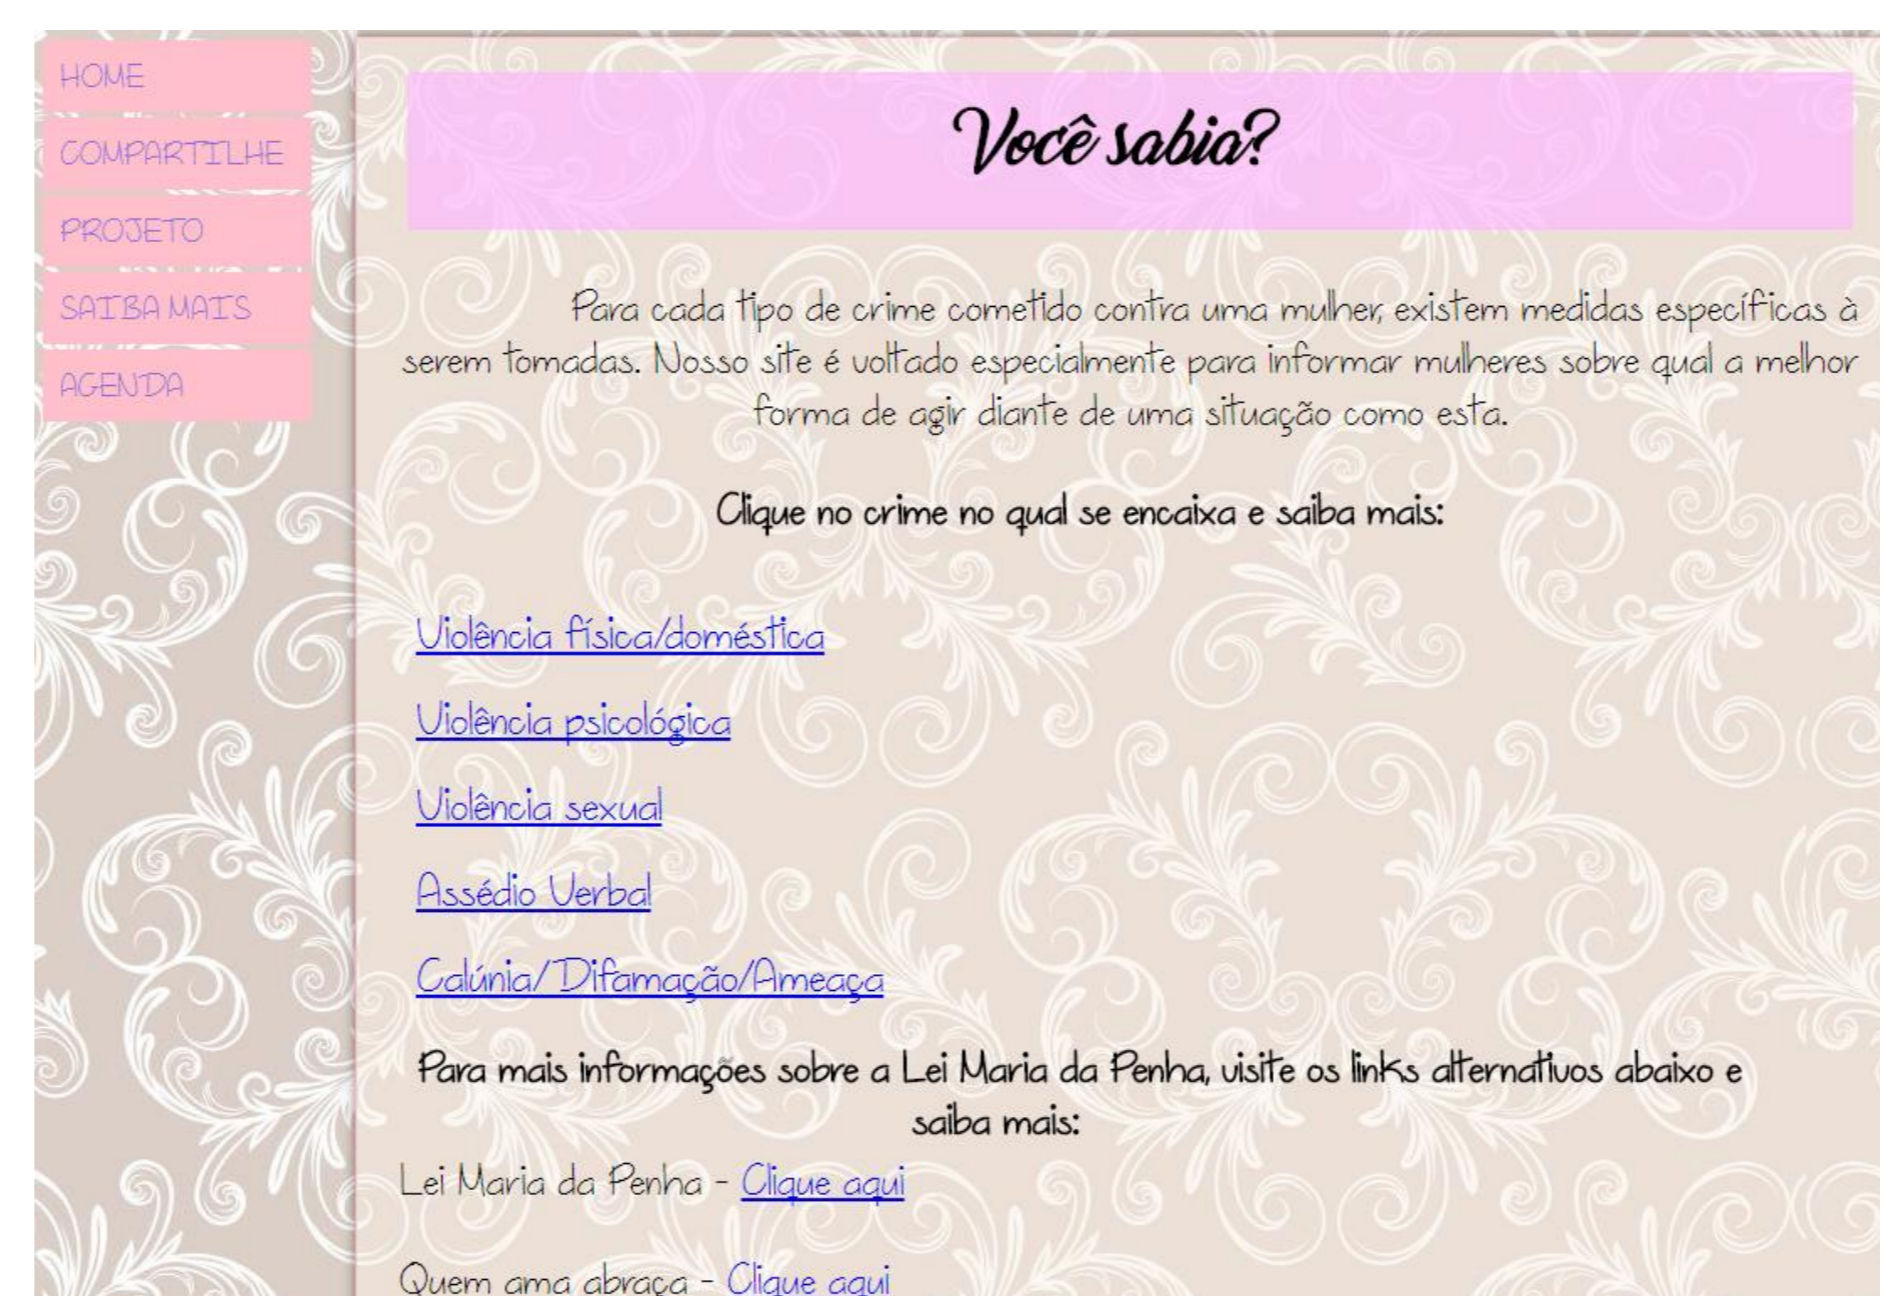 HOME
COMPARTILHE
PROJETO
SAIBA MAIS
AGENDA
Você sabia?
Para cada tipo de crime cometido contra uma mulher, existem medidas específicas à
serem tomadas. Nosso site é voltado especialmente para informar mulheres sobre qual a melhor
forma de agir diante de uma situação como esta.
Clique no crime no qual se encaixa e saiba mais:
Violência física/doméstica
Violência psicológica
Violência sexual
Assédio Verbal
Calúnia/ Difamação/Ameaça
Para mais informações sobre a Lei Maria da Penha, visite os links alternativos abaixo e
saiba mais:
Lei Maria da Penha - Clique aqui
Quem ama abraça - Clique aqui